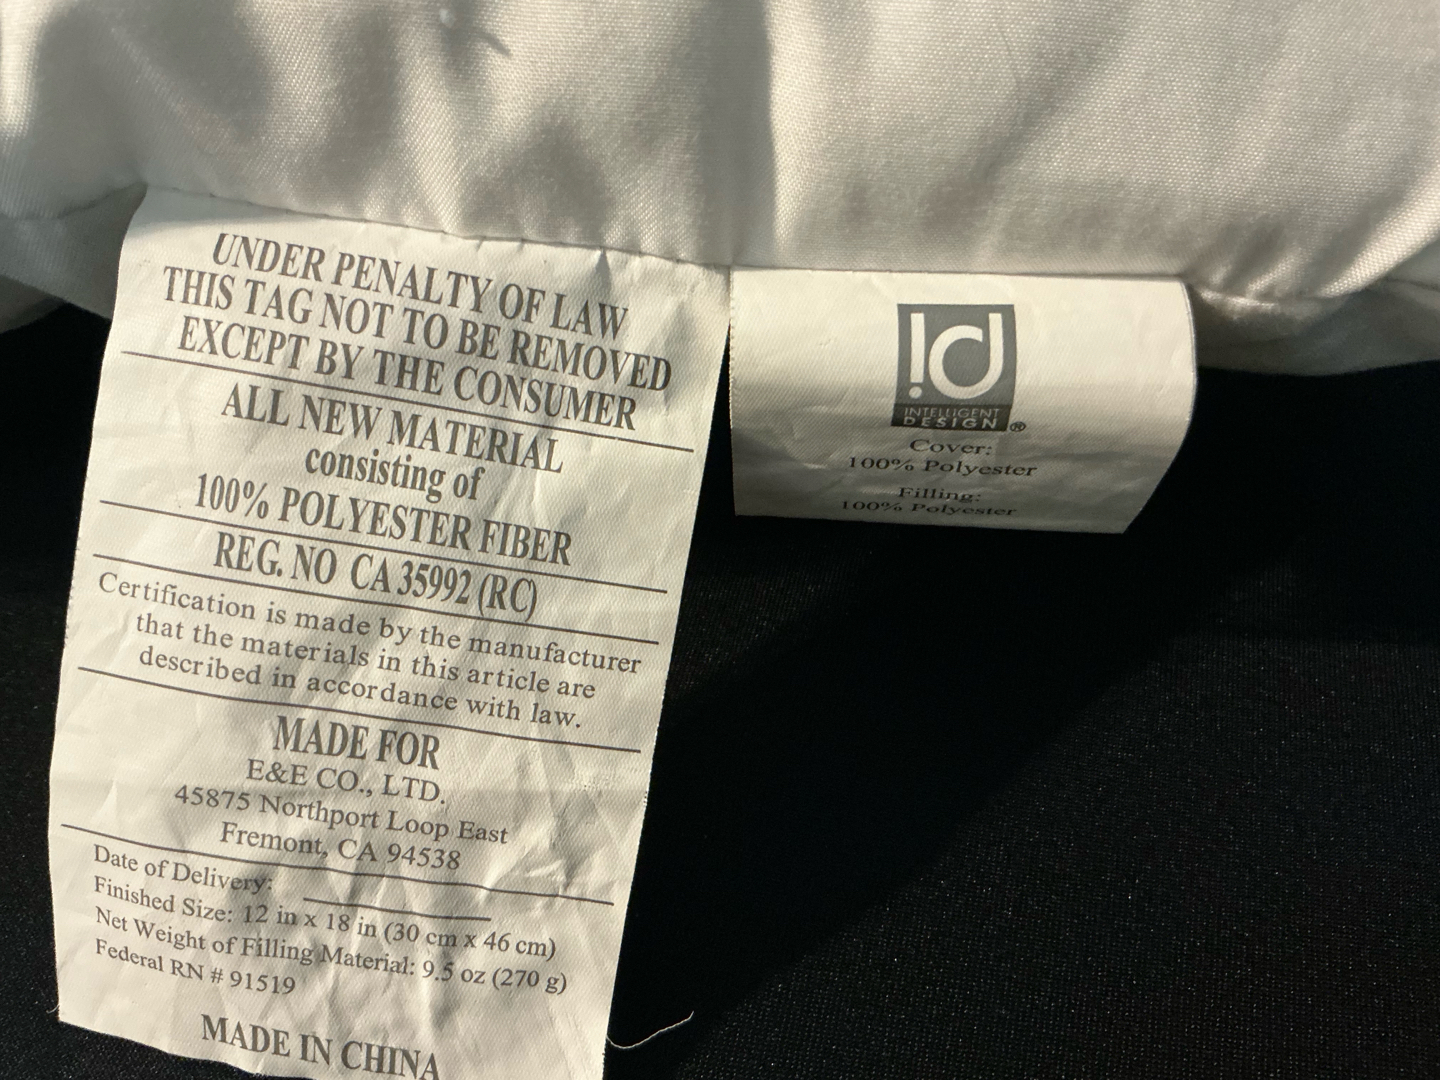 UNDER PENALTY OF LAW
THIS TAG NOT TO BE REMOVED
EXCEPT BY THE CONSUMER
ALL NEW MATERIAL
consisting of
100% POLYESTER FIBER
REG. NO CA 35992 (RC)
Certification is made by the manufacturer
that the materials in this article are
described in accordance with law.
MADE FOR
E&E CO., LTD.
45875 Northport Loop East
Fremont, CA 94538
Date of Delivery:
Finished Size: 12 in x 18 in (30 cm x 46 cm)
Net Weight of Filling Material: 9.5 oz (270 g)
Federal RN # 91519
MADE IN CHINA
!d
INTELLIGENT
DESIGN ®
Cover:
100% Polyester
Filling:
100% Polyester